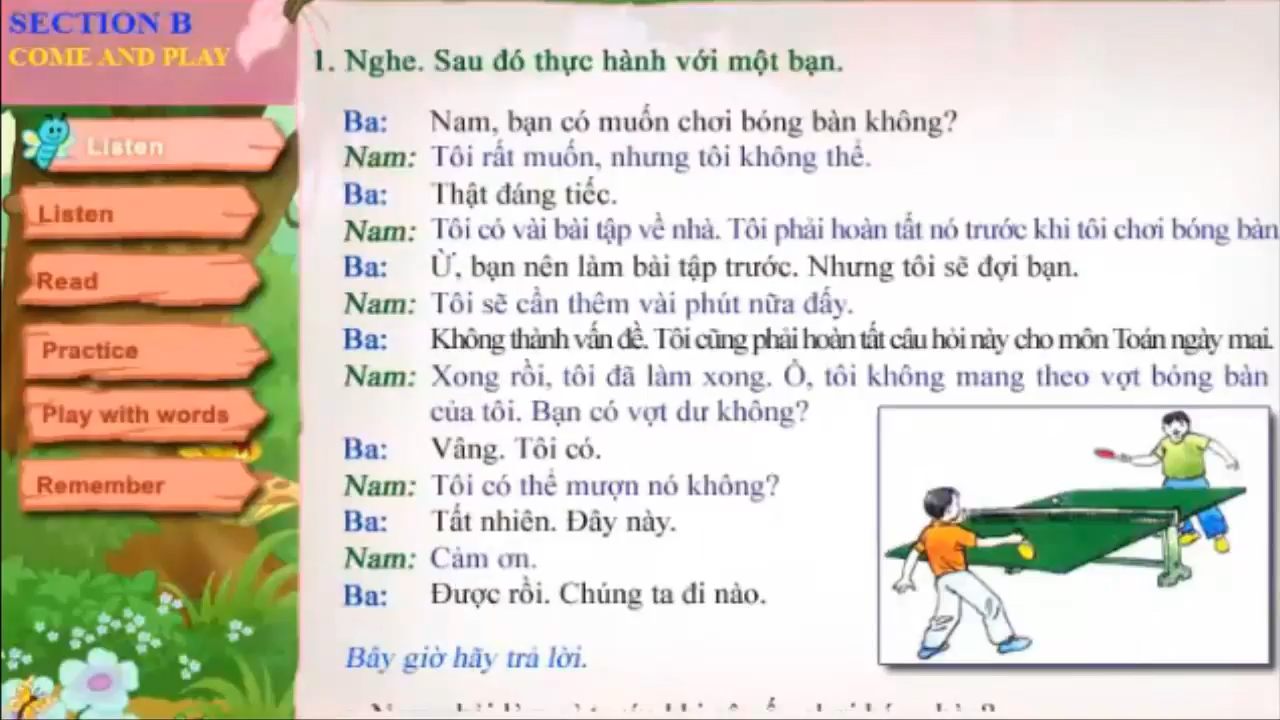 SECTION B
COME AND PLAY
Listen
Listen
Read
Practice
Play with words
Remember
1. Nghe. Sau đó thực hành với một bạn.
Ba: Nam, bạn có muốn chơi bóng bàn không?
Nam: Tôi rất muốn, nhưng tôi không thể.
Ba: Thật đáng tiếc.
Nam: Tôi có vài bài tập về nhà. Tôi phải hoàn tất nó trước khi tôi chơi bóng bàn
Ba: Ừ, bạn nên làm bài tập trước. Nhưng tôi sẽ đợi bạn.
Nam: Tôi sẽ cần thêm vài phút nữa đấy.
Ba: Không thành vấn đề. Tôi cũng phải hoàn tất câu hỏi này cho môn Toán ngày mai.
Nam: Xong rồi, tôi đã làm xong. Ồ, tôi không mang theo vợt bóng bàn
của tôi. Bạn có vợt dư không?
Ba: Vâng. Tôi có.
Nam: Tôi có thể mượn nó không?
Ba: Tất nhiên. Đây này.
Nam: Cảm ơn.
Ba: Được rồi. Chúng ta đi nào.
Bây giờ hãy trả lời.